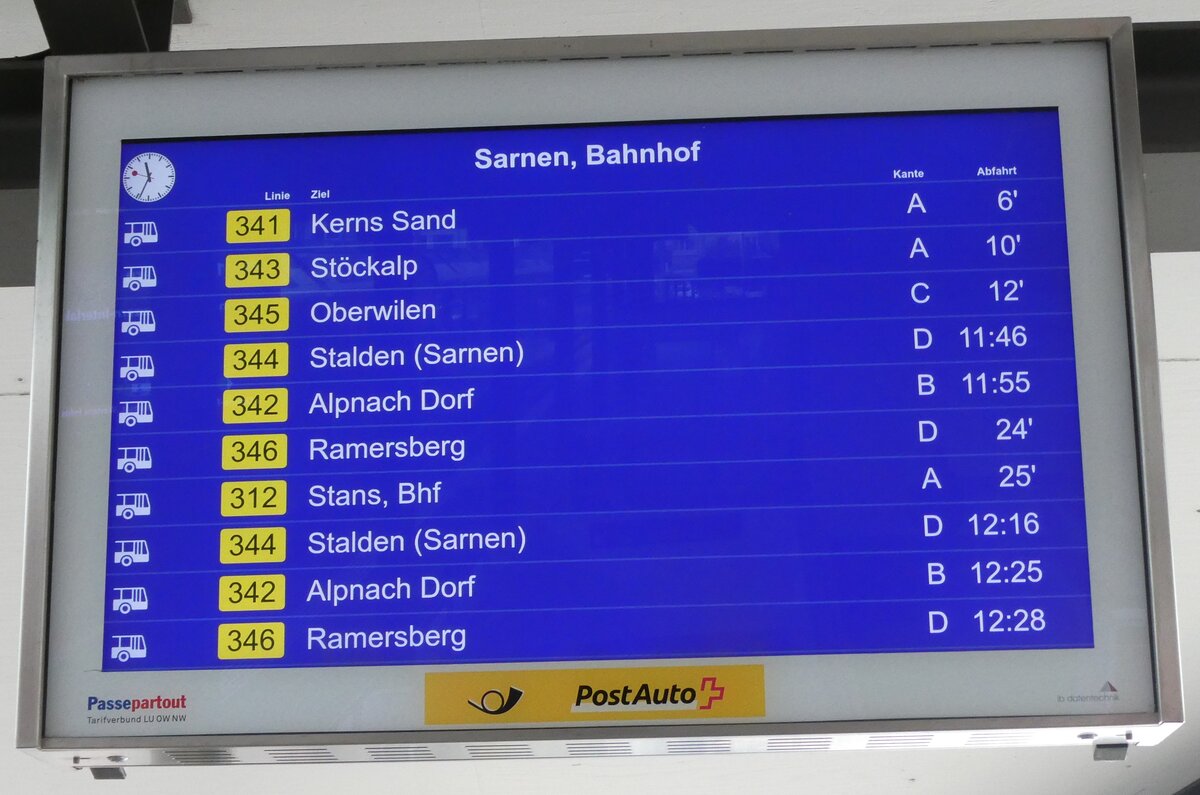 Sarnen, Bahnhof
Linie Ziel Kante Abfahrt
341 Kerns Sand A 6'
343 Stöckalp A 10'
345 Oberwilen C 12'
344 Stalden (Sarnen) D 11:46
342 Alpnach Dorf B 11:55
346 Ramersberg D 24'
312 Stans, Bhf A 25'
344 Stalden (Sarnen) D 12:16
342 Alpnach Dorf B 12:25
346 Ramersberg D 12:28
Passepartout
Tarifverbund LU OW NW
PostAuto
lb datentechnik